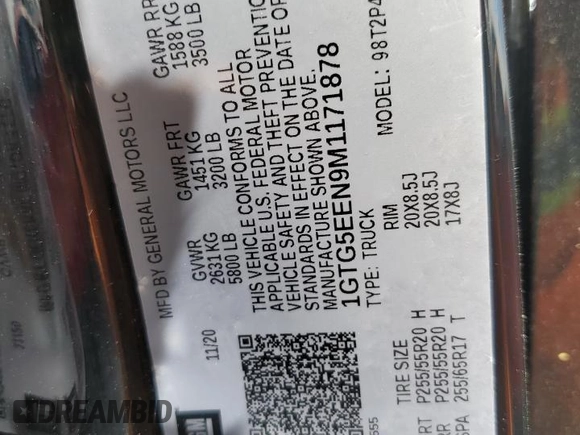 MFD BY GENERAL MOTORS LLC
11/20 GVWR GAWR FRT GAWR RR
2631 KG 1451 KG 1588 KG
5800 LB 3200 LB 3500 LB
THIS VEHICLE CONFORMS TO ALL
APPLICABLE U.S. FEDERAL MOTOR
VEHICLE SAFETY AND THEFT PREVENTION
STANDARDS IN EFFECT ON THE DATE OF
MANUFACTURE SHOWN ABOVE.
1GTG5EEN9M1171878
TYPE: TRUCK MODEL: 98T2P4
TIRE SIZE RIM
P255/55R20 H 20X8.5J
P255/55R20 H 20X8.5J
255/65R17 T 17X8J
DREAMBID